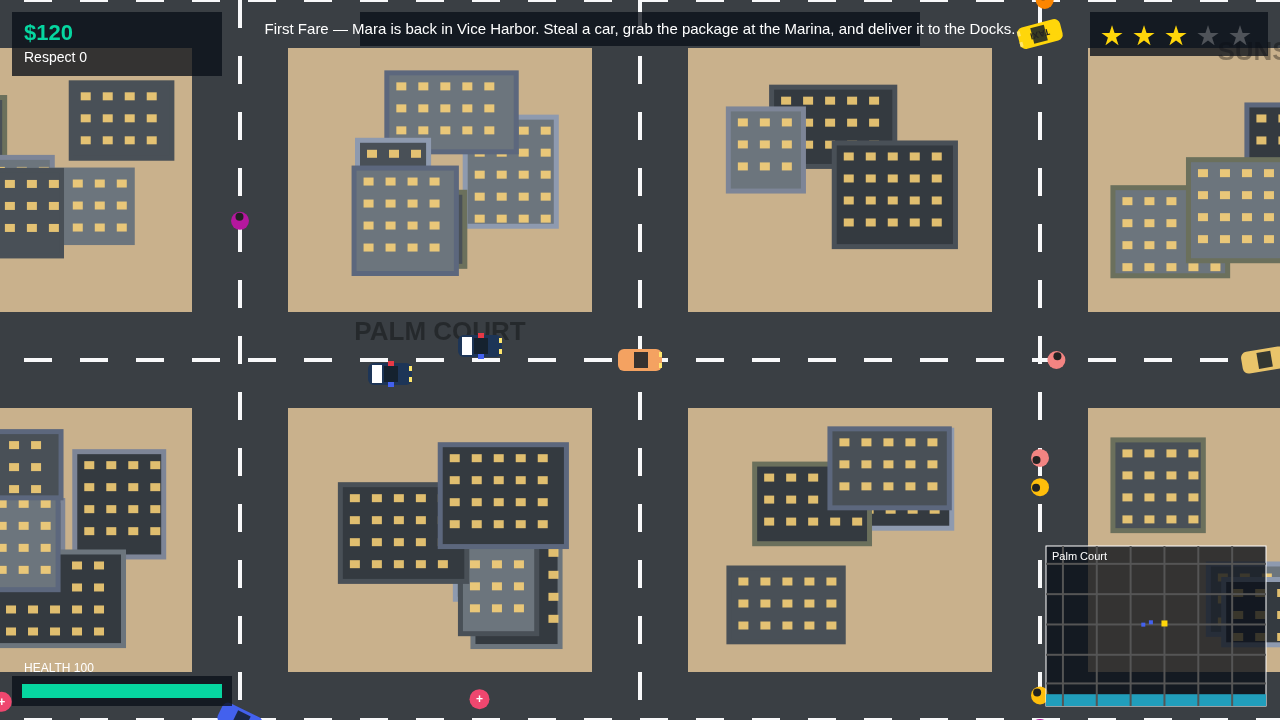 $120
Respect 0
First Fare — Mara is back in Vice Harbor. Steal a car, grab the package at the Marina, and deliver it to the Docks.
★★★★★
SUNS
PALM COURT
Palm Court
HEALTH 100